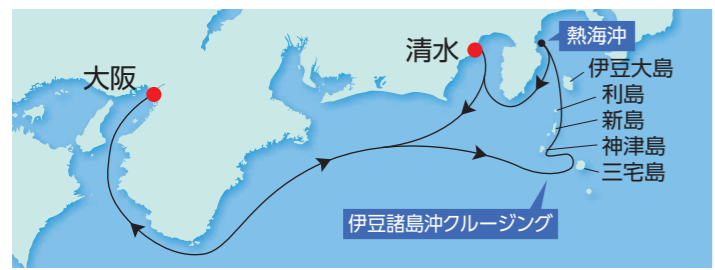 大阪
清水
熱海沖
伊豆大島
利島
新島
神津島
三宅島
伊豆諸島沖クルージング